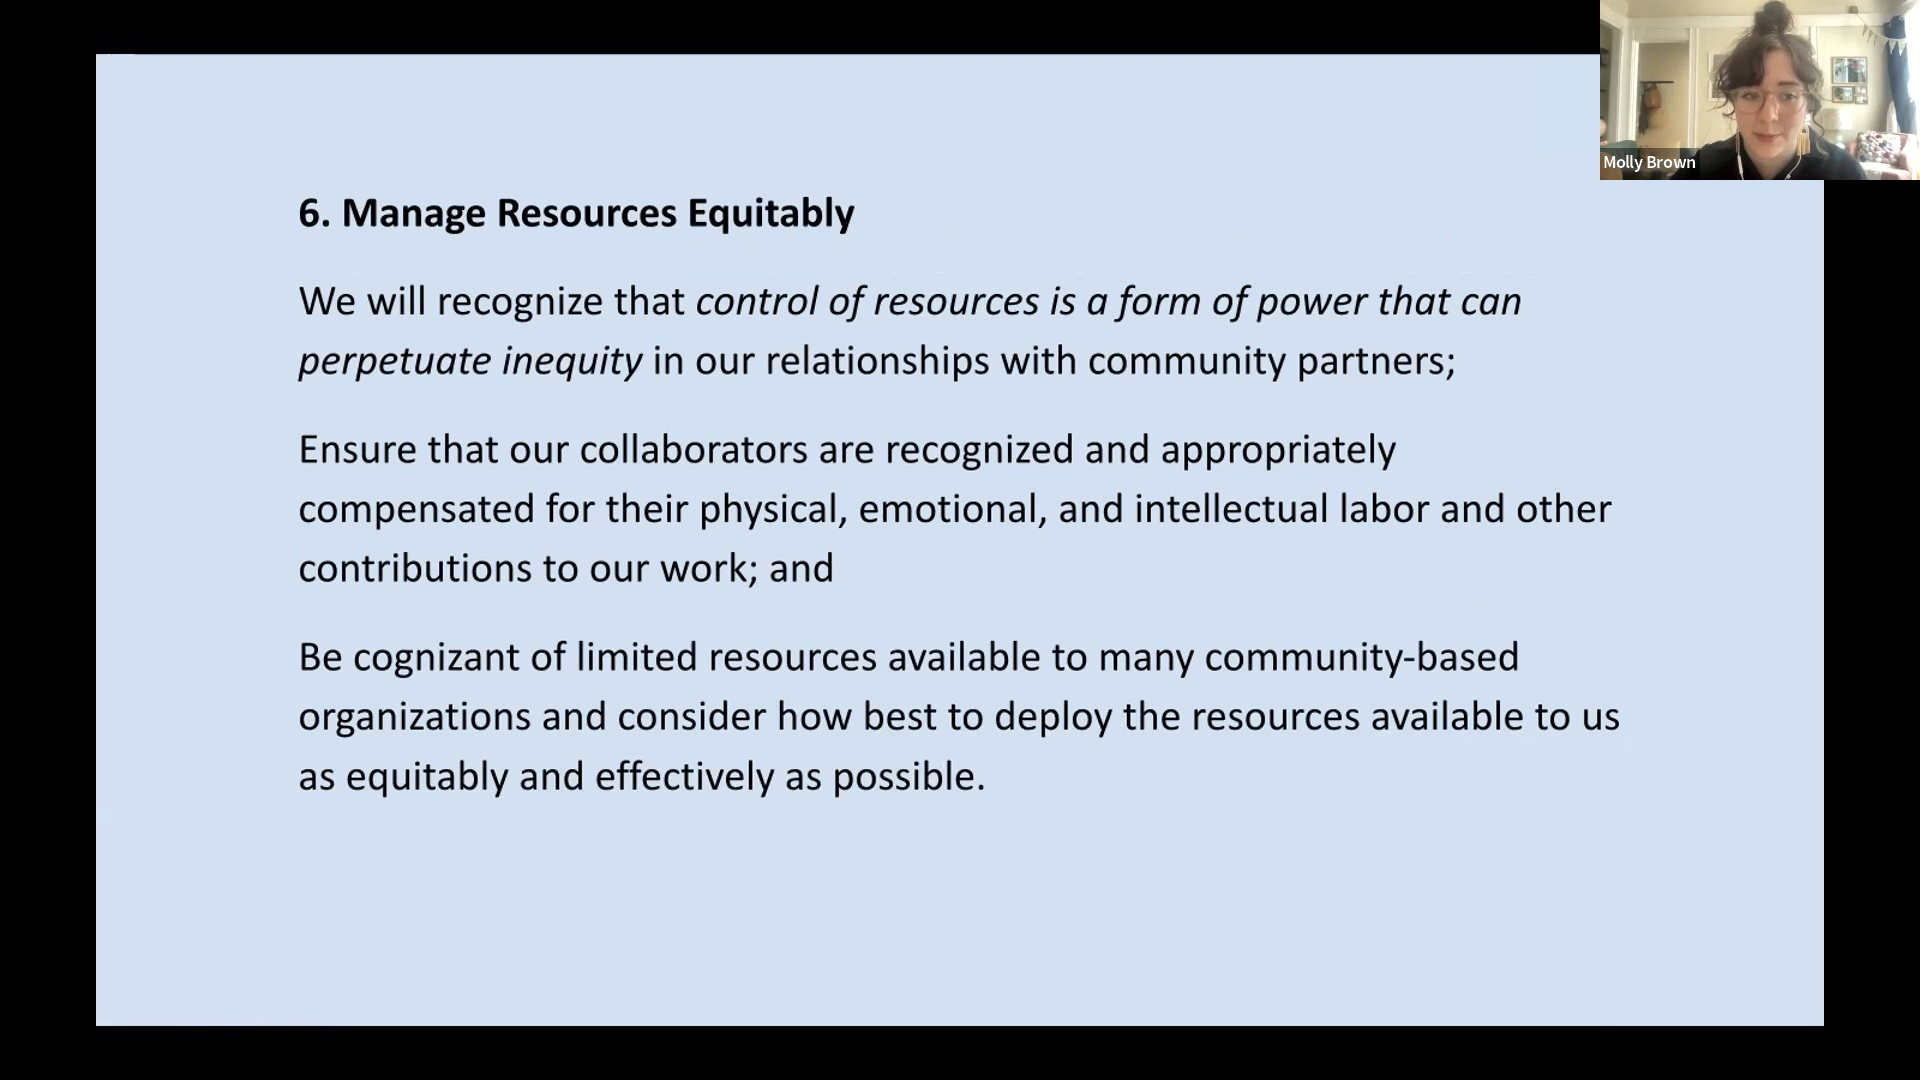 Molly Brown
6. Manage Resources Equitably
We will recognize that control of resources is a form of power that can
perpetuate inequity in our relationships with community partners;
Ensure that our collaborators are recognized and appropriately
compensated for their physical, emotional, and intellectual labor and other
contributions to our work; and
Be cognizant of limited resources available to many community-based
organizations and consider how best to deploy the resources available to us
as equitably and effectively as possible.